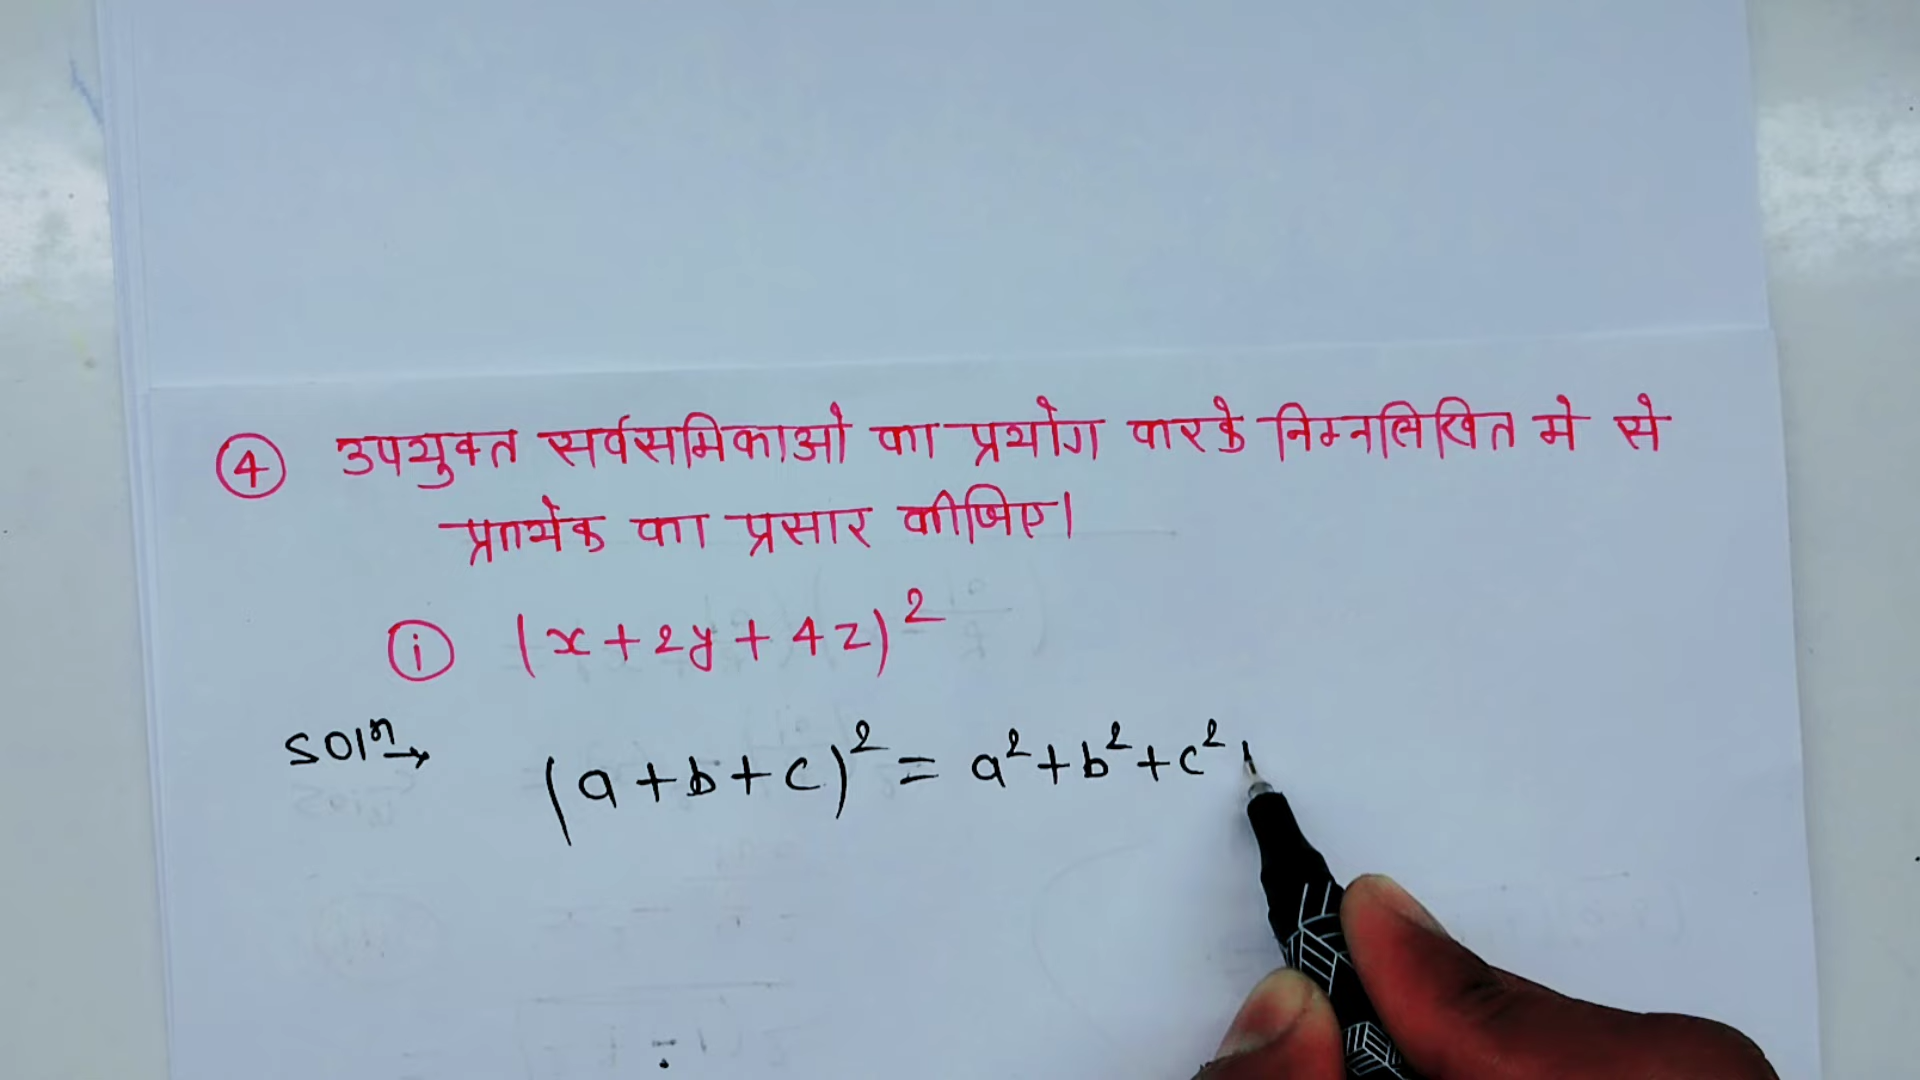 ④ उपयुक्त सर्वसमिकाओ का प्रयोग करके निम्नलिखित मे से
प्रत्येक का प्रसार कीजिए।
ⓘ (x+2y+4z)²
Solⁿ→ (a+b+c)² = a²+b²+c²+